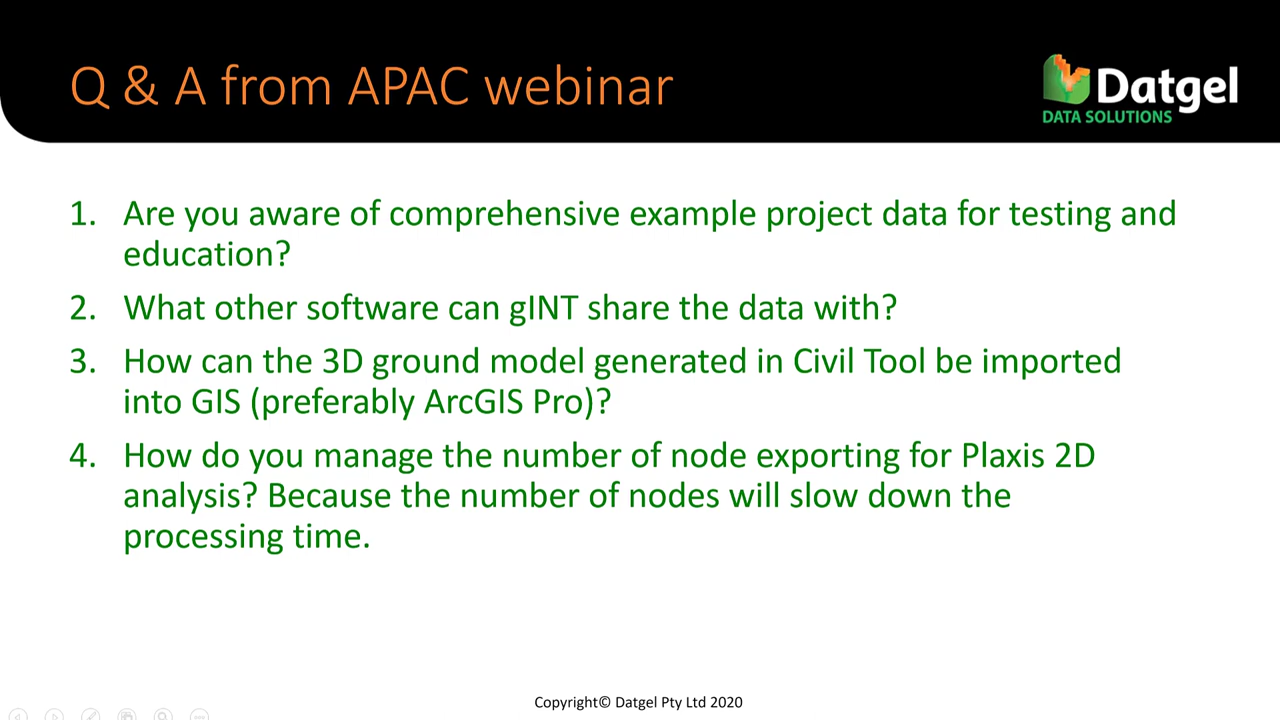 Q & A from APAC webinar
Datgel
DATA SOLUTIONS
1. Are you aware of comprehensive example project data for testing and
education?
2. What other software can gINT share the data with?
3. How can the 3D ground model generated in Civil Tool be imported
into GIS (preferably ArcGIS Pro)?
4. How do you manage the number of node exporting for Plaxis 2D
analysis? Because the number of nodes will slow down the
processing time.
Copyright© Datgel Pty Ltd 2020